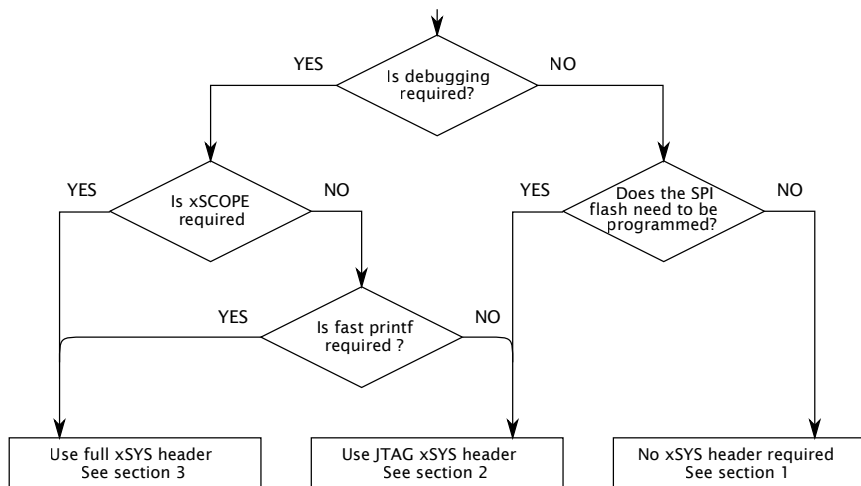 YES
NO
Is debugging
required?
YES
NO
Is xSCOPE
required
YES
NO
Does the SPI
flash need to be
programmed?
YES
NO
Is fast printf
required ?
Use full xSYS header
See section 3
Use JTAG xSYS header
See section 2
No xSYS header required
See section 1